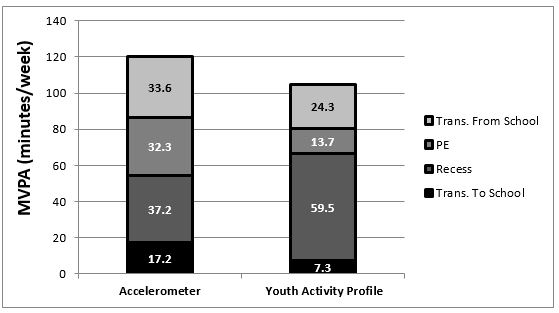 MVPA (minutes/week)
140
120
100
80
60
40
20
0
33.6
32.3
37.2
17.2
24.3
13.7
59.5
7.3
Accelerometer
Youth Activity Profile
Trans. From School
PE
Recess
Trans. To School